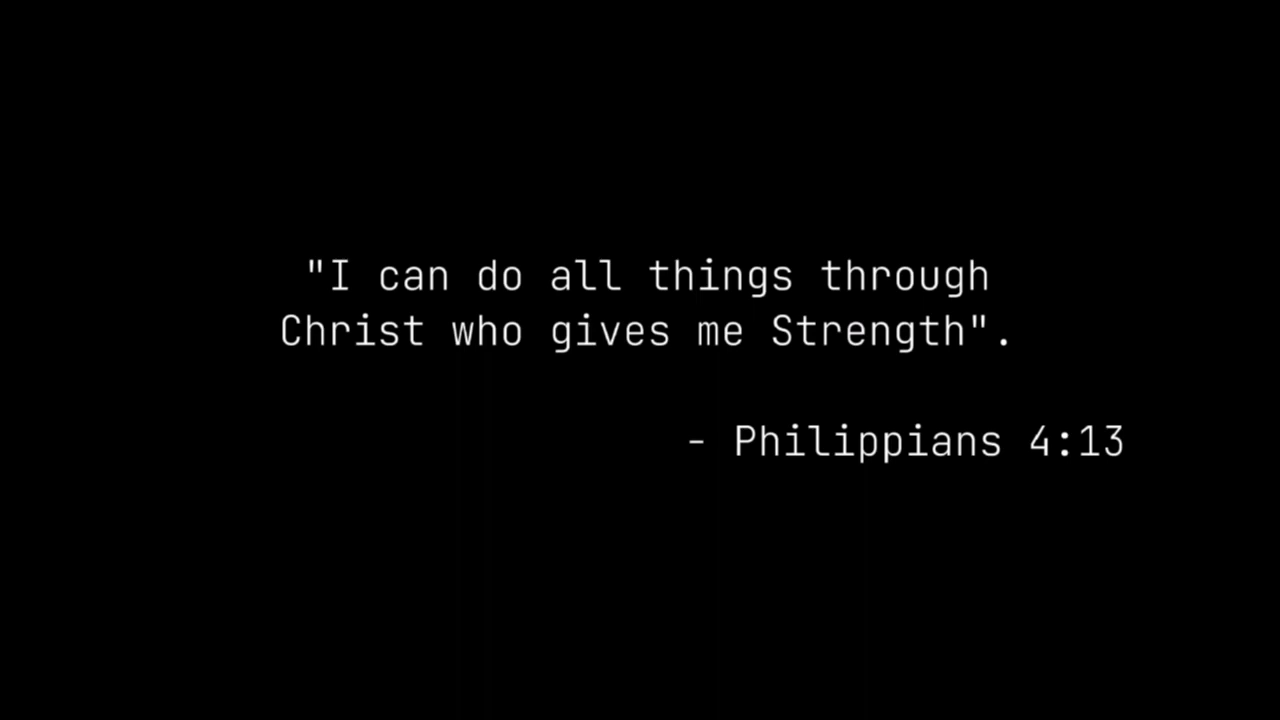 "I can do all things through
Christ who gives me Strength".
- Philippians 4:13